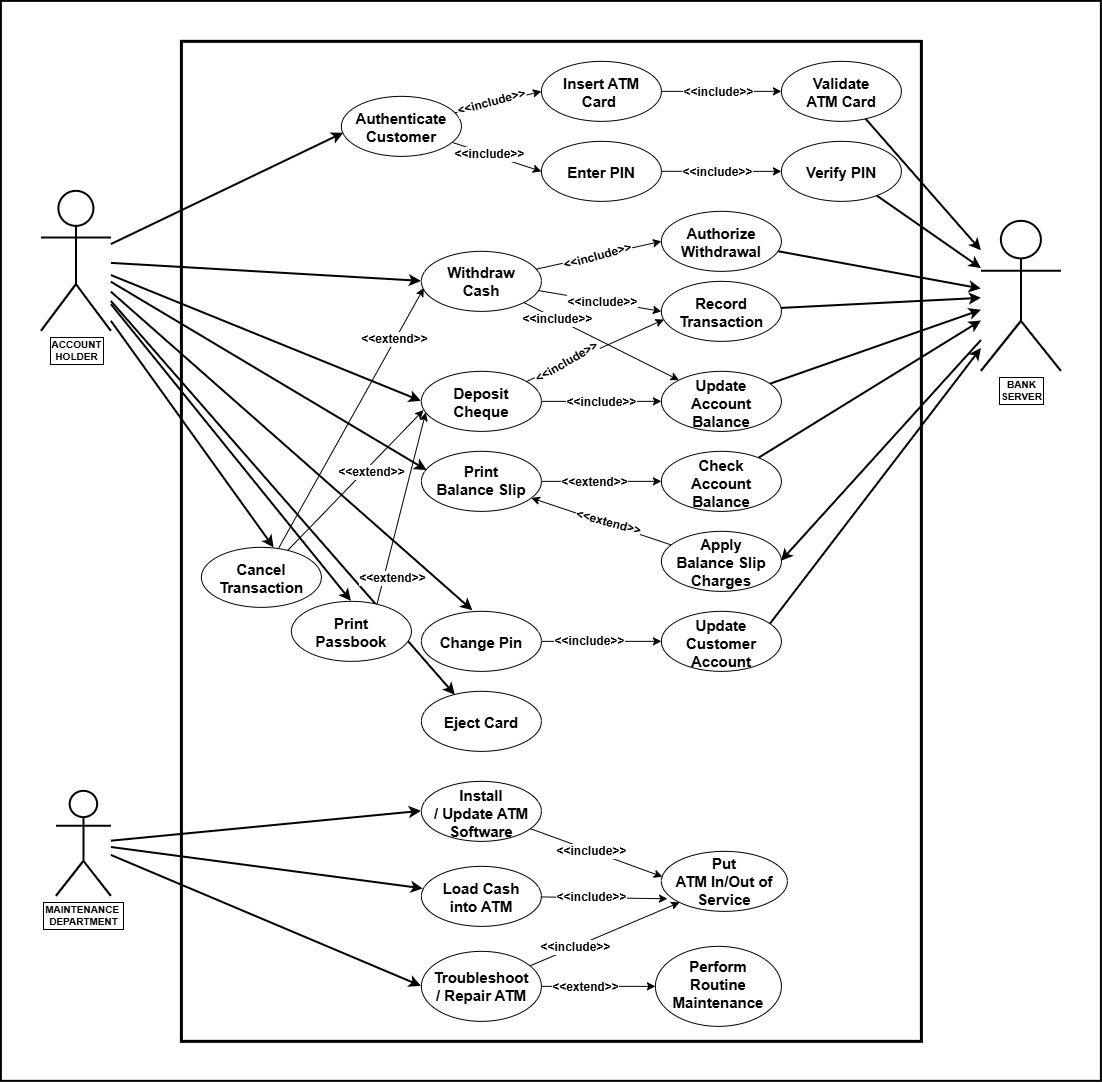 Insert ATM
Card
<<include>>
Validate
ATM Card
<<include>>
Authenticate
Customer
<<include>>
Enter PIN
<<include>>
Verify PIN
ACCOUNT
HOLDER
BANK
SERVER
Authorize
Withdrawal
<<include>>
Withdraw
Cash
<<include>>
Record
Transaction
<<include>>
<<extend>>
<<include>>
Deposit
Cheque
<<include>>
Update
Account
Balance
<<extend>>
Print
Balance Slip
<<extend>>
Check
Account
Balance
<<extend>>
Apply
Balance Slip
Charges
Cancel
Transaction
<<extend>>
Print
Passbook
Change Pin
<<include>>
Update
Customer
Account
Eject Card
Install
/ Update ATM
Software
<<include>>
Put
ATM In/Out of
Service
Load Cash
into ATM
<<include>>
MAINTENANCE
DEPARTMENT
<<include>>
Troubleshoot
/ Repair ATM
<<extend>>
Perform
Routine
Maintenance